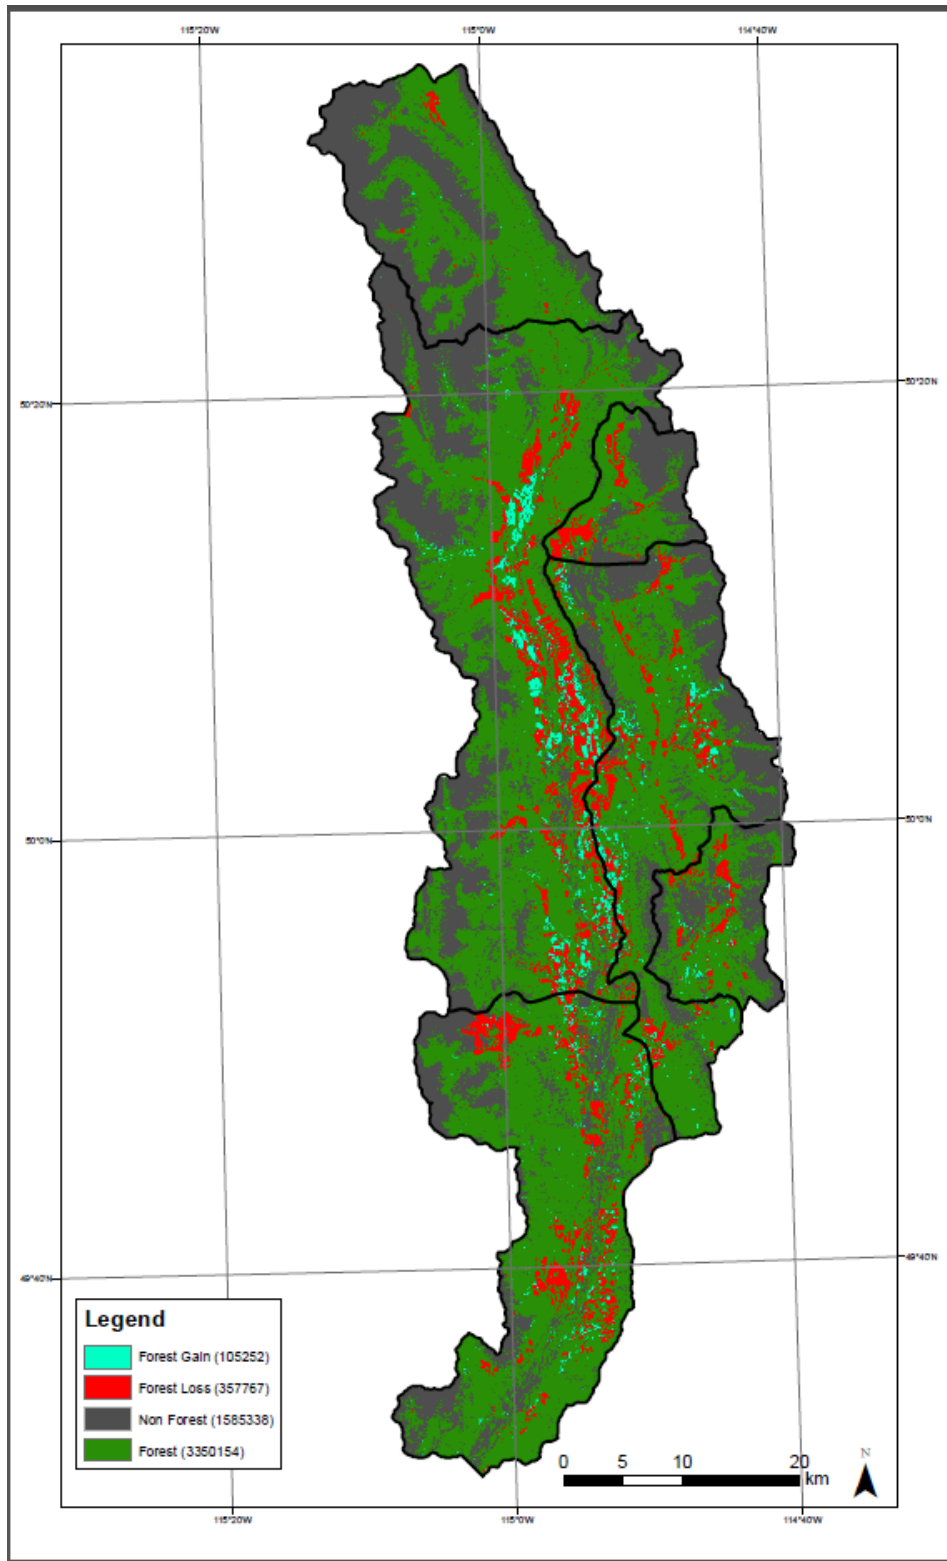 115°20'W 115°0'W 114°40'W
50°20'N 50°20'N
50°0'N 50°0'N
49°40'N 49°40'N
Legend
Forest Gain (105252)
Forest Loss (357767)
Non Forest (1585338)
Forest (3350154)
0 5 10 20
km
N
115°20'W 115°0'W 114°40'W